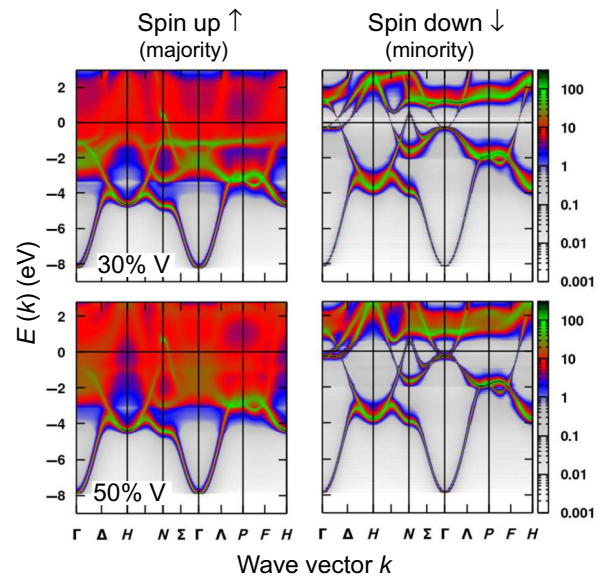 Spin up ↑
(majority)
Spin down ↓
(minority)
E (k) (eV)
2
0
−2
−4
−6
−8
30% V
100
10
1
0.1
0.01
0.001
2
0
−2
−4
−6
−8
50% V
100
10
1
0.1
0.01
0.001
Γ Δ H N Σ Γ Λ P F H
Γ Δ H N Σ Γ Λ P F H
Wave vector k